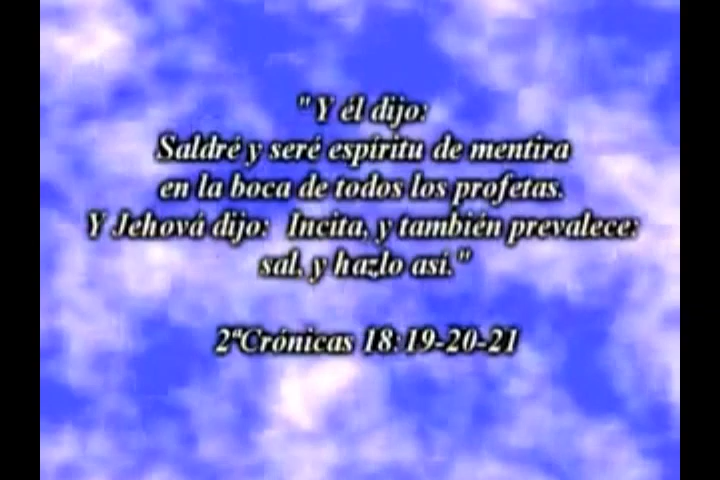 "Y él dijo:
Saldré y seré espíritu de mentira
en la boca de todos los profetas.
Y Jehová dijo: Incita, y también prevalece:
sal, y hazlo así."
2ªCrónicas 18:19-20-21